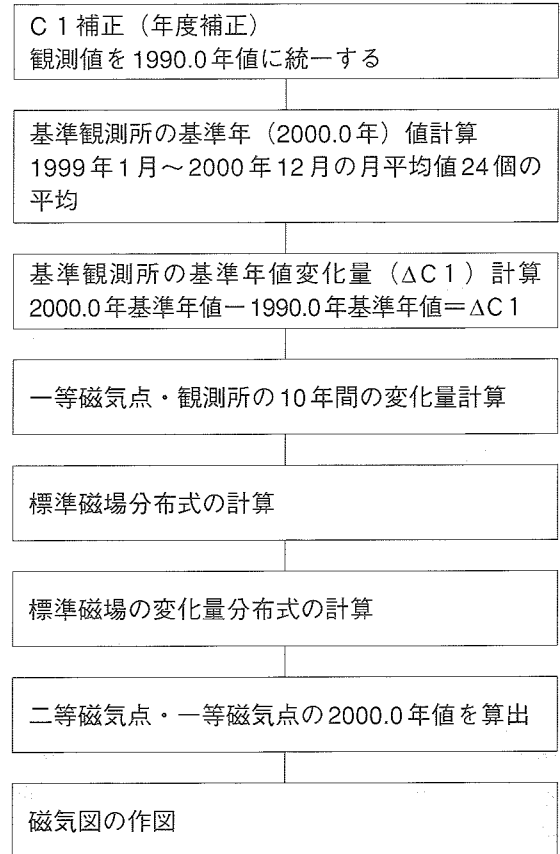 C1補正(年度補正)
観測値を1990.0年値に統一する
基準観測所の基準年(2000.0年)値計算
1999年1月~2000年12月の月平均値24個の
平均
基準観測所の基準年値変化量(ΔC1)計算
2000.0年基準年値-1990.0年基準年値=ΔC1
一等磁気点・観測所の10年間の変化量計算
標準磁場分布式の計算
標準磁場の変化量分布式の計算
二等磁気点・一等磁気点の2000.0年値を算出
磁気図の作図